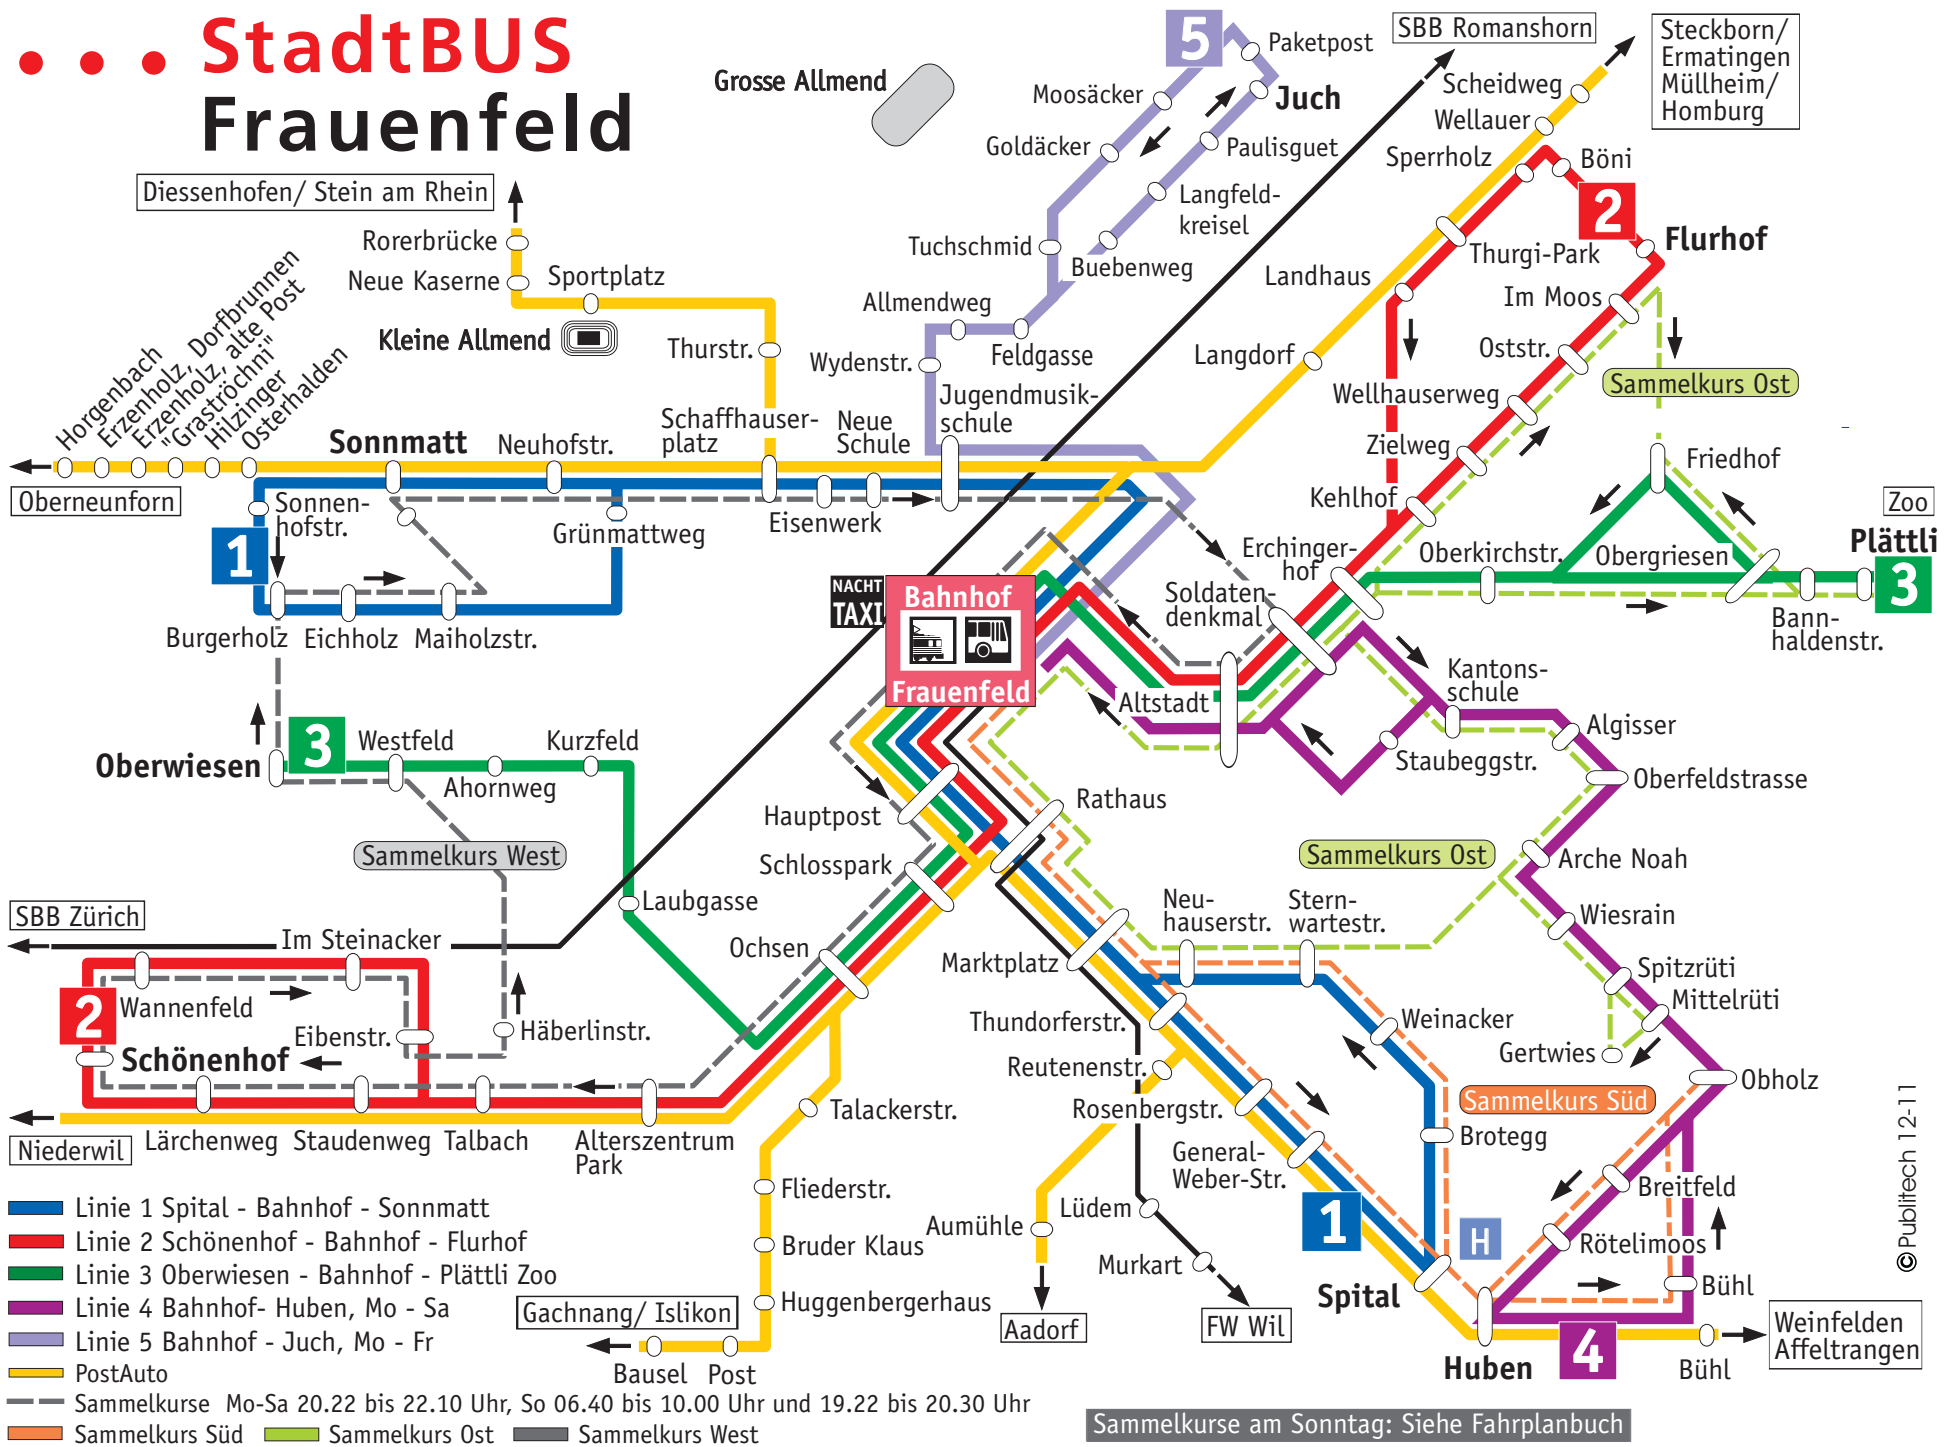 StadtBUS
Frauenfeld
Grosse Allmend
5
Paketpost
Moosäcker
Juch
Goldäcker
Paulisguet
Langfeld-
kreisel
Tuchschmid
Buebenweg
Allmendweg
Feldgasse
Wydenstr.
Jugendmusik-
schule
SBB Romanshorn
Steckborn/
Ermatingen
Müllheim/
Homburg
Scheidweg
Wellauer
Sperrholz
Böni
2
Flurhof
Thurgi-Park
Landhaus
Im Moos
Langdorf
Oststr.
Sammelkurs Ost
Wellhauserweg
Zielweg
Friedhof
Kehlhof
Zoo
Plättli
3
Erchinger-
hof
Oberkirchstr.
Obergriesen
Bann-
haldenstr.
Soldaten-
denkmal
Diessenhofen/ Stein am Rhein
Rorerbrücke
Neue Kaserne
Sportplatz
Kleine Allmend
Thurstr.
Horgenbach
Erzenholz, Dorfbrunnen
Erzenholz, alte Post
"Gaströchni"
Hilzinger
Osterhalden
Oberneunforn
Sonnmatt
Neuhofstr.
Schaffhauser-
platz
Neue
Schule
Sonnen-
hofstr.
Grünmattweg
Eisenwerk
1
Burgerholz
Eichholz
Maiholzstr.
NACHT
TAXI
Bahnhof
Frauenfeld
Altstadt
Kantons-
schule
Algisser
Staubeggstr.
Oberfeldstrasse
Oberwiesen
3
Westfeld
Ahornweg
Kurzfeld
Hauptpost
Rathaus
Sammelkurs West
Schlosspark
Sammelkurs Ost
Arche Noah
Laubgasse
Neu-
hauserstr.
Stern-
wartestr.
Wiesrain
SBB Zürich
Im Steinacker
Ochsen
Marktplatz
Spitzrüti
Mittelrüti
2
Wannenfeld
Eibenstr.
Häberlinstr.
Thundorferstr.
Weinacker
Gertwies
Schönenhof
Reutenenstr.
Obholz
Sammelkurs Süd
Rosenbergstr.
Talackerstr.
Brotegg
Niederwil
Lärchenweg
Staudenweg
Talbach
Alterszentrum
Park
General-
Weber-Str.
Breitfeld
Fliederstr.
Lüdem
Aumühle
1
H
Rötelimoos
Bruder Klaus
Murkart
Spital
Bühl
Huggenbergerhaus
Gachnang/ Islikon
Aadorf
FW Wil
Bausel
Post
Huben
4
Bühl
Weinfelden
Affeltrangen
Linie 1 Spital - Bahnhof - Sonnmatt
Linie 2 Schönenhof - Bahnhof - Flurhof
Linie 3 Oberwiesen - Bahnhof - Plättli Zoo
Linie 4 Bahnhof- Huben, Mo - Sa
Linie 5 Bahnhof - Juch, Mo - Fr
PostAuto
Sammelkurse Mo-Sa 20.22 bis 22.10 Uhr, So 06.40 bis 10.00 Uhr und 19.22 bis 20.30 Uhr
Sammelkurs Süd
Sammelkurs Ost
Sammelkurs West
Sammelkurse am Sonntag: Siehe Fahrplanbuch
©Publitech 12-11